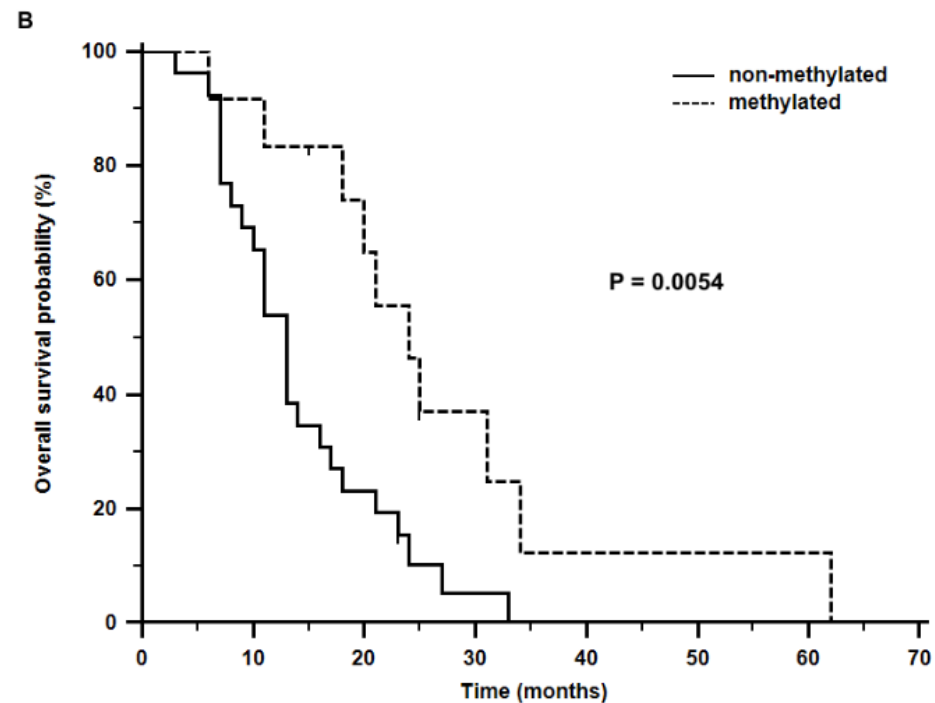 B
100
80
60
40
20
0
Overall survival probability (%)
non-methylated
methylated
P = 0.0054
0 10 20 30 40 50 60 70
Time (months)